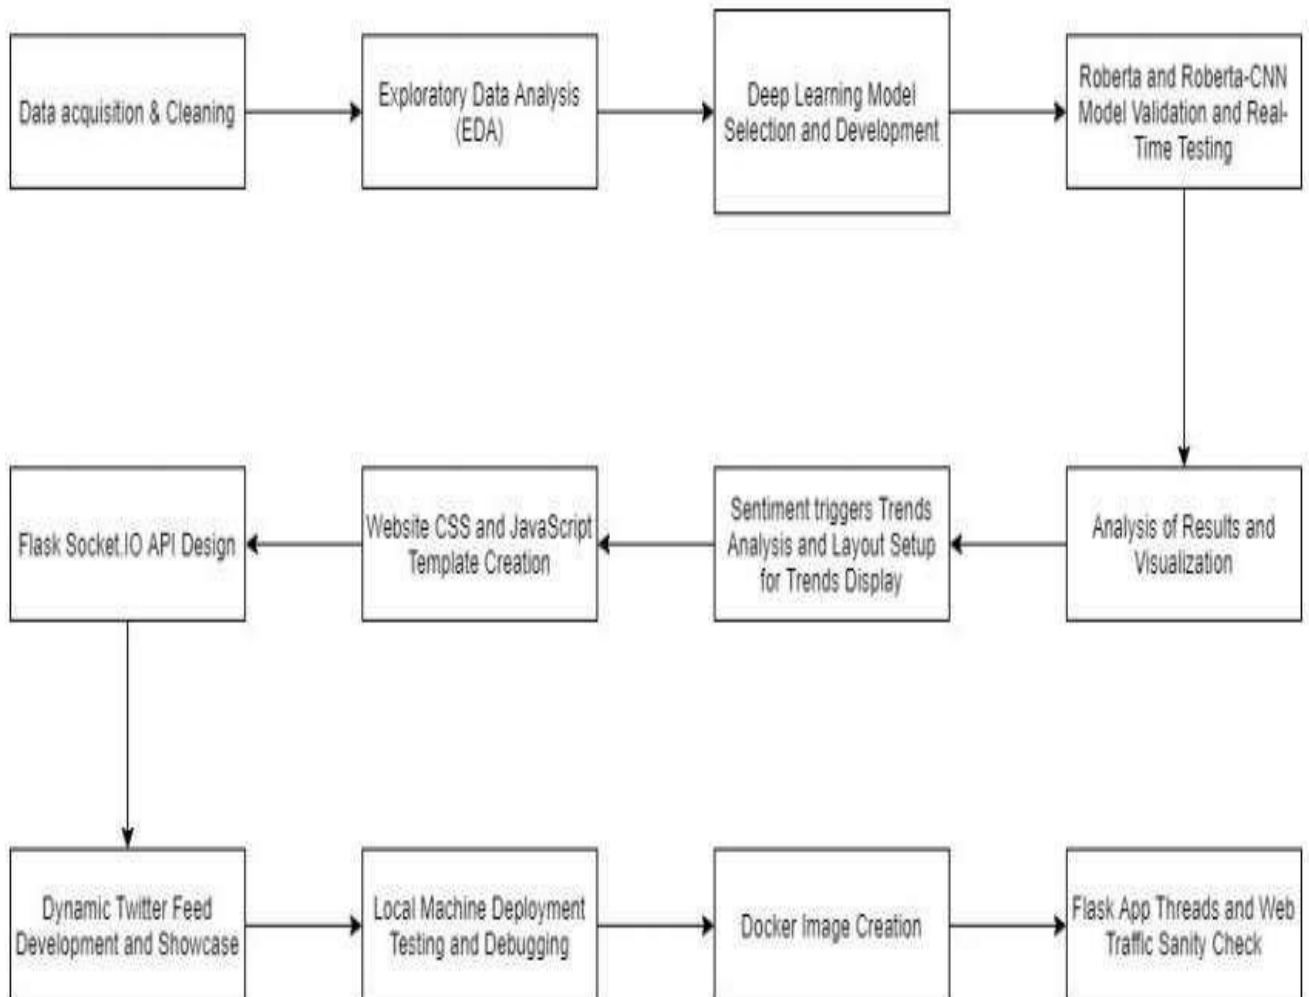 Data acquisition & Cleaning
Exploratory Data Analysis
(EDA)
Deep Learning Model
Selection and Development
Roberta and Roberta-CNN
Model Validation and Real-
Time Testing
Analysis of Results and
Visualization
Sentiment triggers Trends
Analysis and Layout Setup
for Trends Display
Website CSS and JavaScript
Template Creation
Flask Socket.IO API Design
Dynamic Twitter Feed
Development and Showcase
Local Machine Deployment
Testing and Debugging
Docker Image Creation
Flask App Threads and Web
Traffic Sanity Check